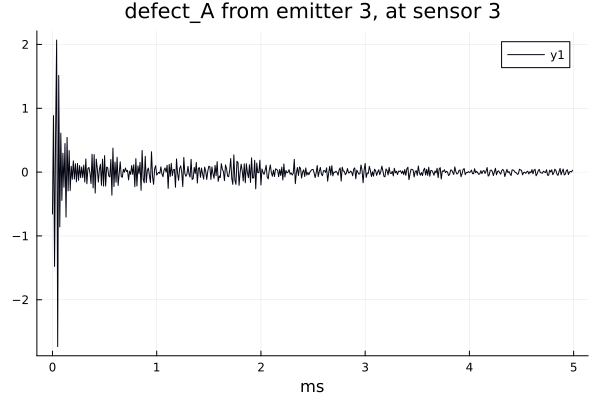 defect_A from emitter 3, at sensor 3
y1
2
1
0
−1
−2
0 1 2 3 4 5
ms